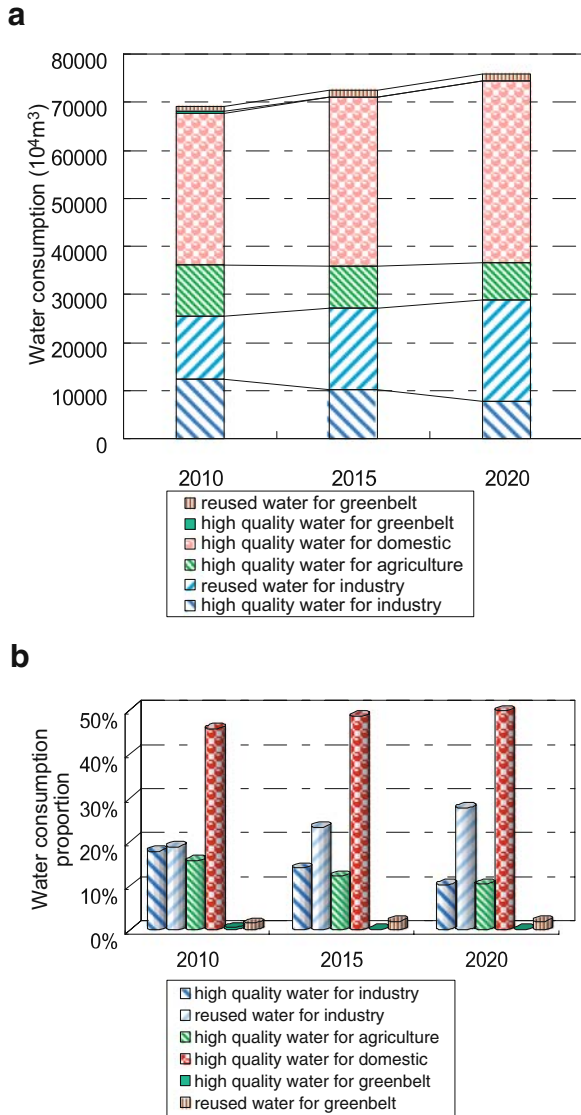 a
Water consumption (10⁴m³)
80000
70000
60000
50000
40000
30000
20000
10000
0
2010 2015 2020
reused water for greenbelt
high quality water for greenbelt
high quality water for domestic
high quality water for agriculture
reused water for industry
high quality water for industry
b
Water consumption
proportion
50%
40%
30%
20%
10%
0%
2010 2015 2020
high quality water for industry
reused water for industry
high quality water for agriculture
high quality water for domestic
high quality water for greenbelt
reused water for greenbelt